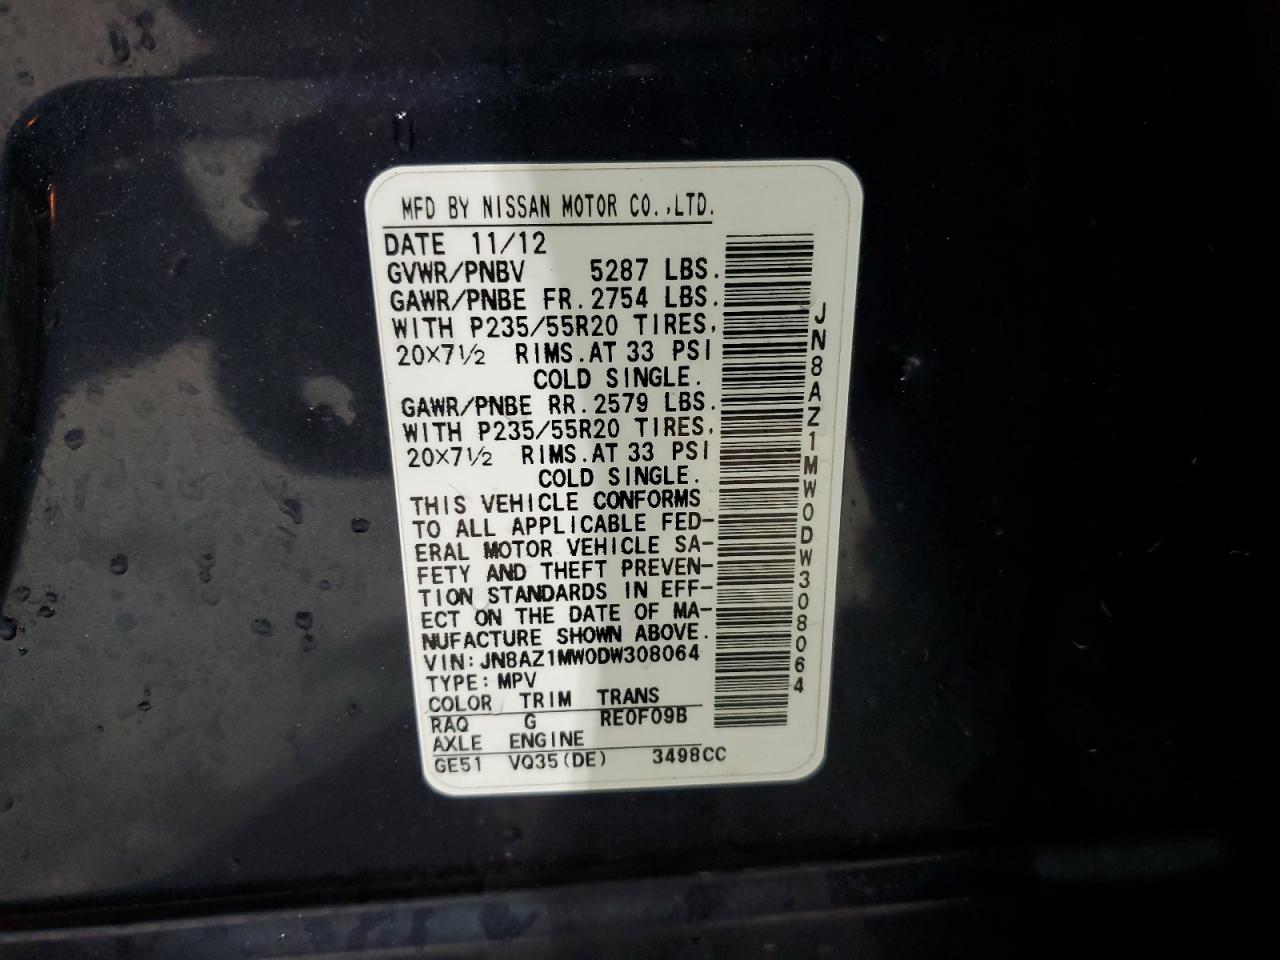 MFD BY NISSAN MOTOR CO.,LTD.
DATE 11/12
GVWR/PNBV 5287 LBS.
GAWR/PNBE FR.2754 LBS.
WITH P235/55R20 TIRES,
20×7½ RIMS.AT 33 PSI
COLD SINGLE.
GAWR/PNBE RR.2579 LBS.
WITH P235/55R20 TIRES,
20×7½ RIMS.AT 33 PSI
COLD SINGLE.
THIS VEHICLE CONFORMS
TO ALL APPLICABLE FED-
ERAL MOTOR VEHICLE SA-
FETY AND THEFT PREVEN-
TION STANDARDS IN EFF-
ECT ON THE DATE OF MA-
NUFACTURE SHOWN ABOVE.
VIN:JN8AZ1MW0DW308064
TYPE:MPV
COLOR TRIM TRANS
RAQ G RE0F09B
AXLE ENGINE
GE51 VQ35(DE) 3498CC
JN8AZ1MW0DW308064